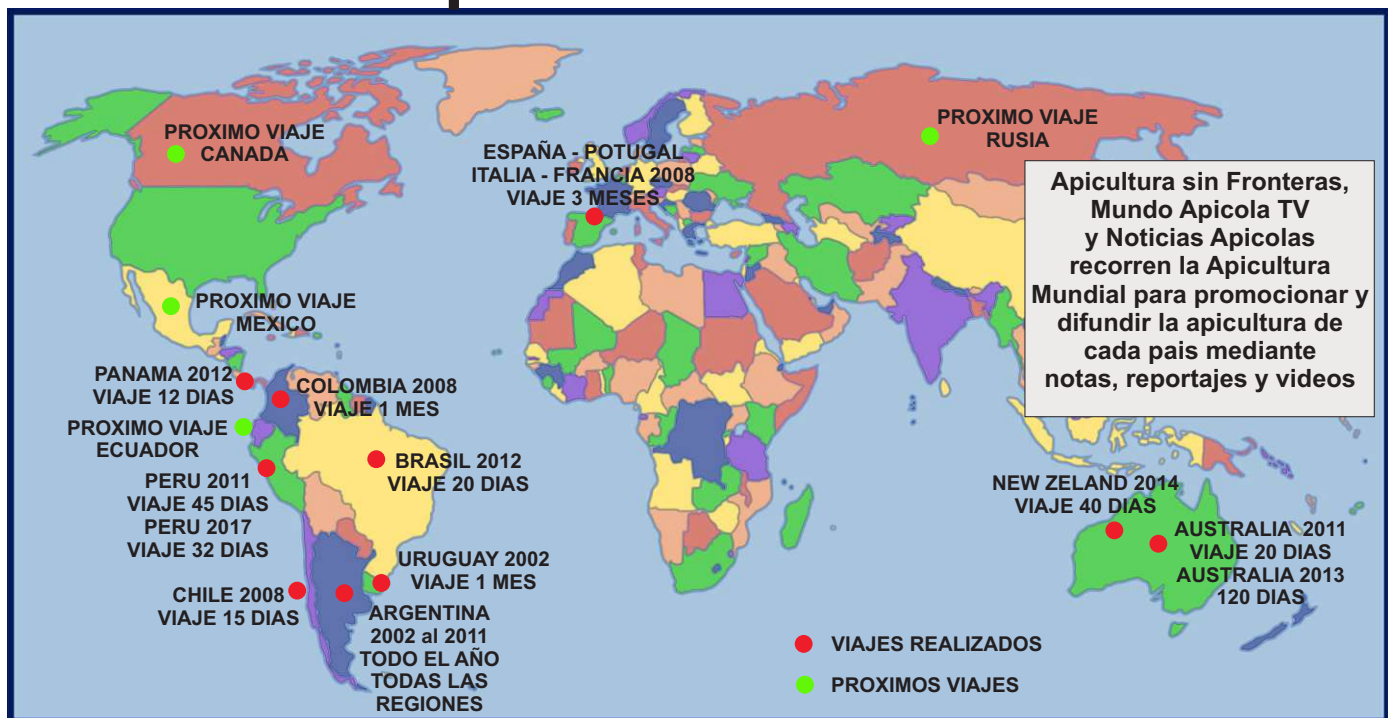 PROXIMO VIAJE
CANADA
ESPAÑA - POTUGAL
ITALIA - FRANCIA 2008
VIAJE 3 MESES
PROXIMO VIAJE
RUSIA
Apicultura sin Fronteras,
Mundo Apicola TV
y Noticias Apicolas
recorren la Apicultura
Mundial para promocionar y
difundir la apicultura de
cada pais mediante
notas, reportajes y videos
PROXIMO VIAJE
MEXICO
PANAMA 2012
VIAJE 12 DIAS
COLOMBIA 2008
VIAJE 1 MES
PROXIMO VIAJE
ECUADOR
BRASIL 2012
VIAJE 20 DIAS
PERU 2011
VIAJE 45 DIAS
PERU 2017
VIAJE 32 DIAS
NEW ZELAND 2014
VIAJE 40 DIAS
AUSTRALIA 2011
VIAJE 20 DIAS
AUSTRALIA 2013
120 DIAS
URUGUAY 2002
VIAJE 1 MES
CHILE 2008
VIAJE 15 DIAS
ARGENTINA
2002 al 2011
TODO EL AÑO
TODAS LAS
REGIONES
VIAJES REALIZADOS
PROXIMOS VIAJES